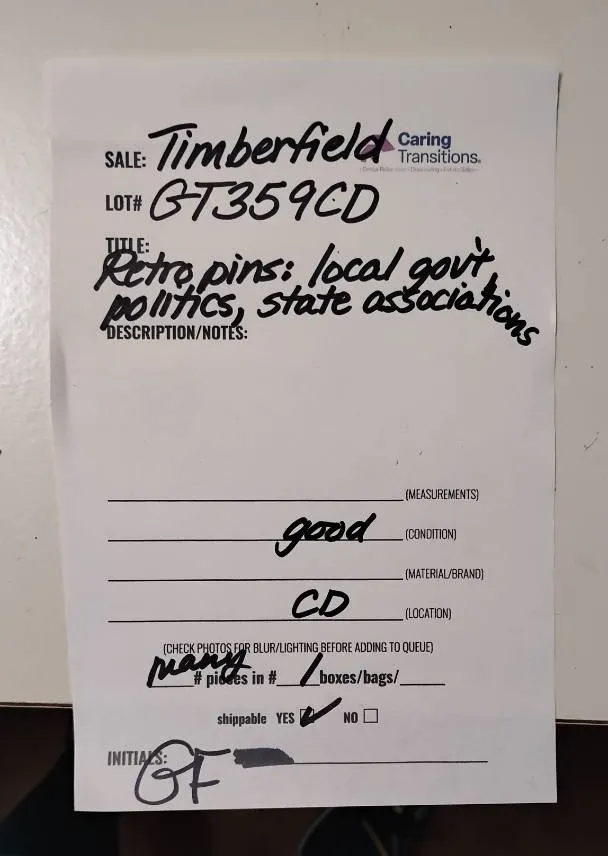 SALE: Timberfield
Caring
Transitions®
LOT# GT359CD
TITLE:
Retro pins: local gov't,
politics, state associations
DESCRIPTION/NOTES:
(MEASUREMENTS)
good (CONDITION)
(MATERIAL/BRAND)
CD (LOCATION)
(CHECK PHOTOS FOR BLUR/LIGHTING BEFORE ADDING TO QUEUE)
many # pieces in # 1 boxes/bags/
shippable YES ✓ NO
INITIALS: GF